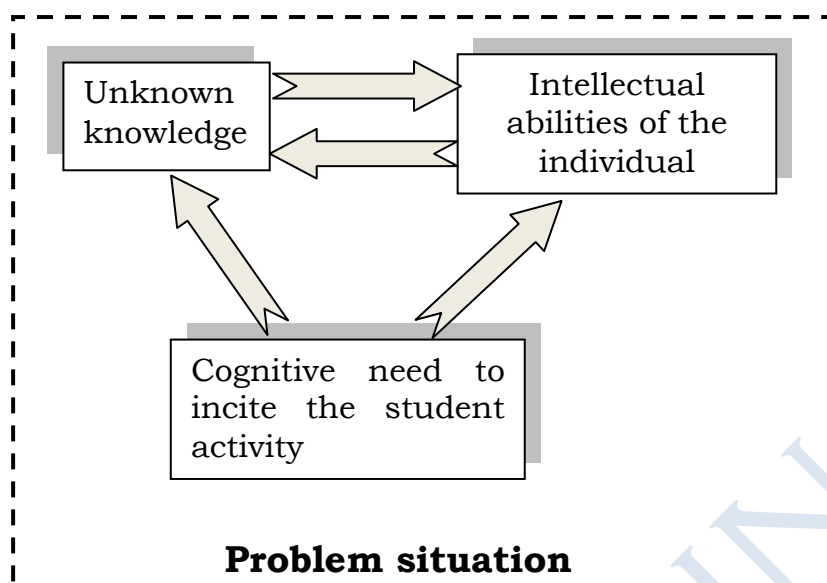 Unknown
knowledge
Intellectual
abilities of the
individual
Cognitive need to
incite the student
activity
Problem situation